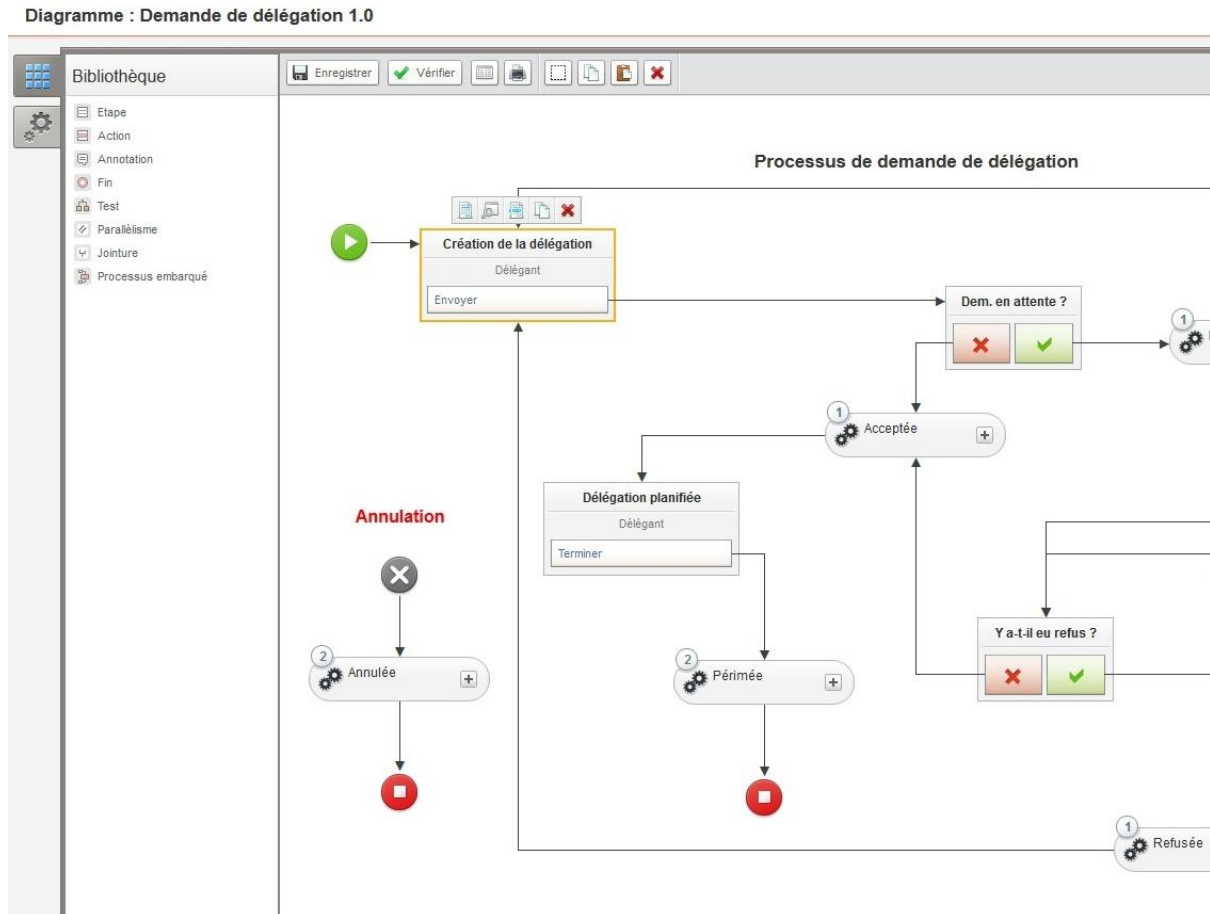 Diagramme : Demande de délégation 1.0
Bibliothèque
Enregistrer
Vérifier
Etape
Action
Annotation
Fin
Test
Parallèlisme
Jointure
Processus embarqué
Processus de demande de délégation
Création de la délégation
Délégant
Envoyer
Dem. en attente ?
1
1
Acceptée
Délégation planifiée
Délégant
Terminer
Annulation
Y a-t-il eu refus ?
2
Annulée
2
Périmée
1
Refusée